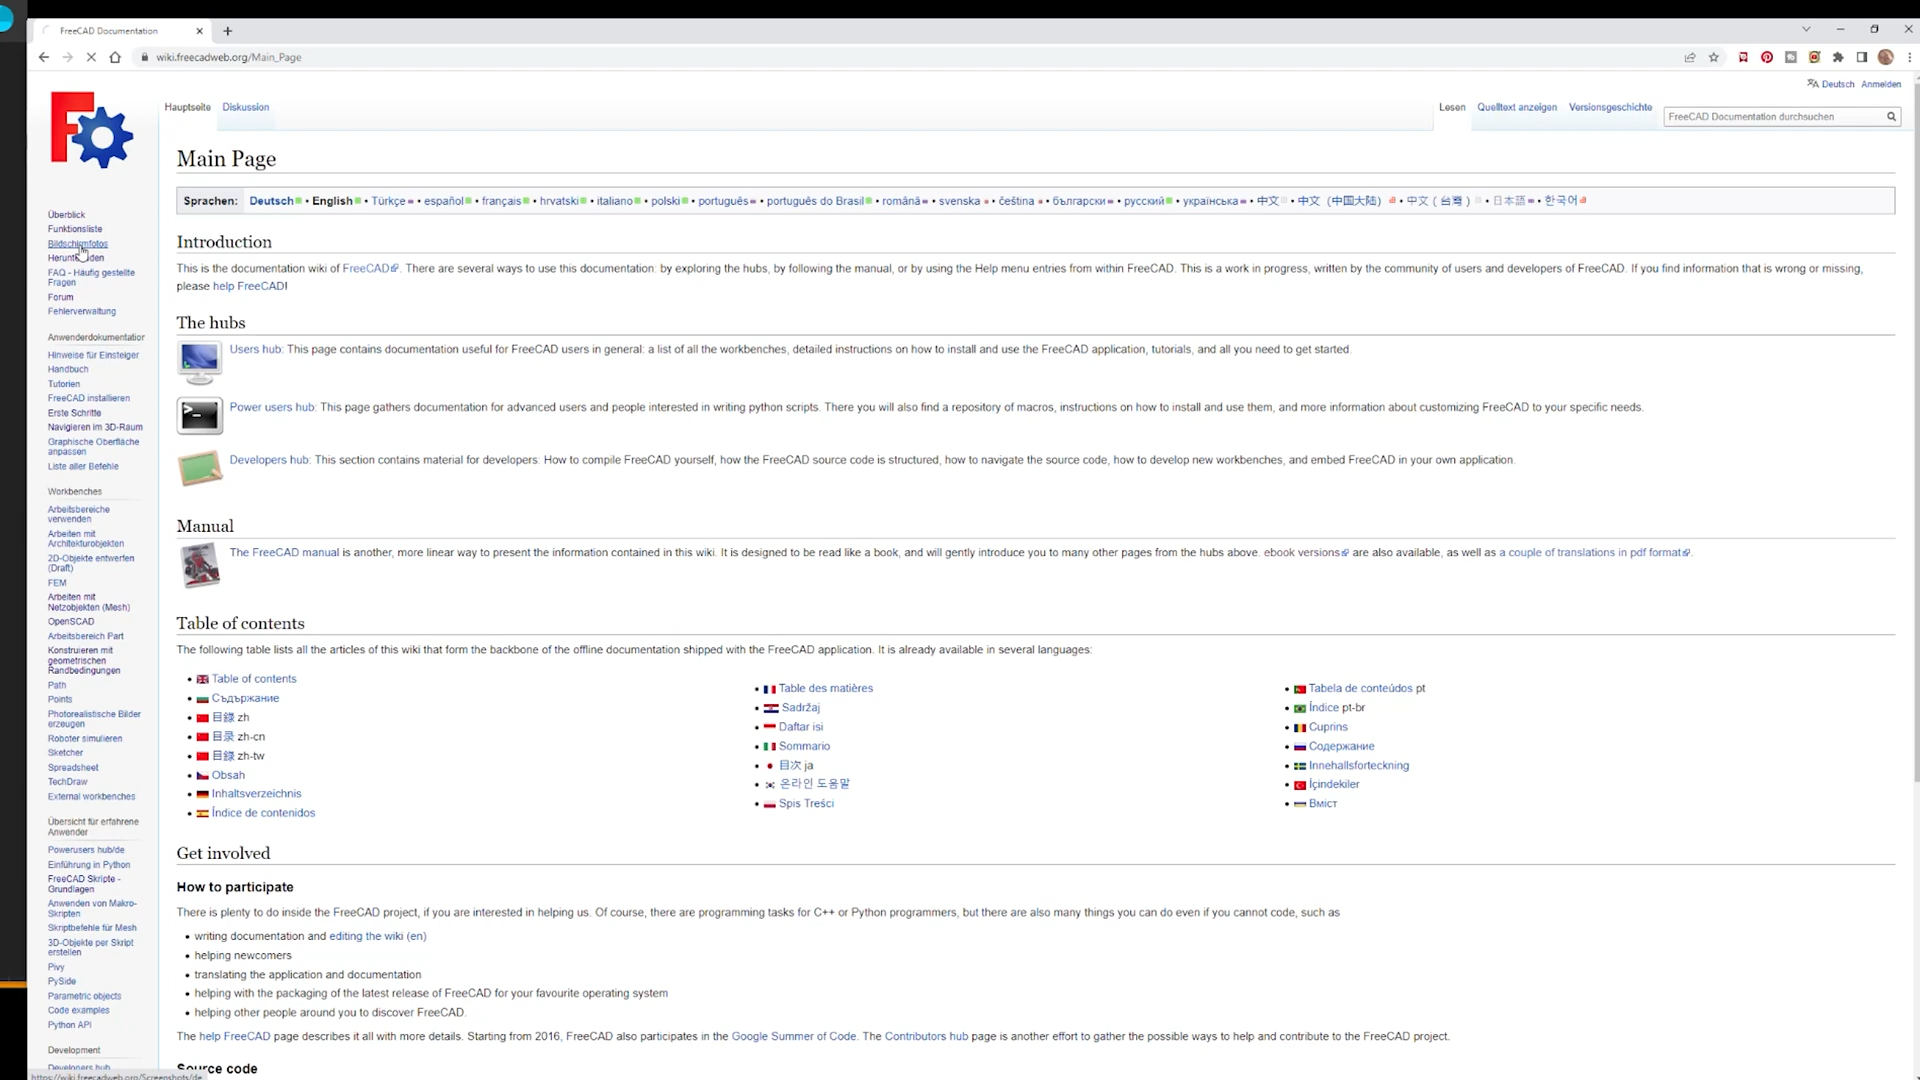 FreeCAD Documentation
wiki.freecadweb.org/Main_Page
Deutsch Anmelden
Hauptseite Diskussion
Lesen Quelltext anzeigen Versionsgeschichte FreeCAD Documentation durchsuchen
Main Page
Sprachen: Deutsch • English • Türkçe • español • français • hrvatski • italiano • polski • português • português do Brasil • română • svenska • čeština • български • русский • українська • 中文 • 中文（中国大陆） • 中文（台灣） • 日本語 • 한국어
Überblick
Funktionsliste
Bildschirmfotos
FAQ - Häufig gestellte
Fragen
Forum
Fehlerverwaltung
Anwenderdokumentation
Hinweise für Einsteiger
Handbuch
Tutorien
FreeCAD installieren
Erste Schritte
Navigieren im 3D-Raum
Graphische Oberfläche
anpassen
Liste aller Befehle
Workbenches
Arbeitsbereiche
verwenden
Arbeiten mit
Architekturobjekten
2D-Objekte entwerfen
(Draft)
FEM
Arbeiten mit
Netzobjekten (Mesh)
OpenSCAD
Arbeitsbereich Part
Konstruieren mit
geometrischen
Randbedingungen
Path
Points
Photorealistische Bilder
erzeugen
Roboter simulieren
Sketcher
Spreadsheet
TechDraw
External workbenches
Übersicht für erfahrene
Anwender
Powerusers hub/de
Einführung in Python
FreeCAD Skripte -
Grundlagen
Anwenden von Makro-
Skripten
Skriptbefehle für Mesh
3D-Objekte per Skript
erstellen
Pivy
PySide
Parametric objects
Code examples
Python API
Development
Developers hub
https://wiki.freecadweb.org/Screenshots/de
Introduction
This is the documentation wiki of FreeCAD. There are several ways to use this documentation: by exploring the hubs, by following the manual, or by using the Help menu entries from within FreeCAD. This is a work in progress, written by the community of users and developers of FreeCAD. If you find information that is wrong or missing,
please help FreeCAD!
The hubs
Users hub: This page contains documentation useful for FreeCAD users in general: a list of all the workbenches, detailed instructions on how to install and use the FreeCAD application, tutorials, and all you need to get started.
Power users hub: This page gathers documentation for advanced users and people interested in writing python scripts. There you will also find a repository of macros, instructions on how to install and use them, and more information about customizing FreeCAD to your specific needs.
Developers hub: This section contains material for developers: How to compile FreeCAD yourself, how the FreeCAD source code is structured, how to navigate the source code, how to develop new workbenches, and embed FreeCAD in your own application.
Manual
The FreeCAD manual is another, more linear way to present the information contained in this wiki. It is designed to be read like a book, and will gently introduce you to many other pages from the hubs above. ebook versions are also available, as well as a couple of translations in pdf format.
Table of contents
The following table lists all the articles of this wiki that form the backbone of the offline documentation shipped with the FreeCAD application. It is already available in several languages:
• Table of contents
• Съдържание
• 目錄 zh
• 目录 zh-cn
• 目錄 zh-tw
• Obsah
• Inhaltsverzeichnis
• Índice de contenidos
• Table des matières
• Sadržaj
• Daftar isi
• Sommario
• 目次 ja
• 온라인 도움말
• Spis Treści
• Tabela de conteúdos pt
• Índice pt-br
• Cuprins
• Содержание
• Innehallsforteckning
• İçindekiler
• Вміст
Get involved
How to participate
There is plenty to do inside the FreeCAD project, if you are interested in helping us. Of course, there are programming tasks for C++ or Python programmers, but there are also many things you can do even if you cannot code, such as
• writing documentation and editing the wiki (en)
• helping newcomers
• translating the application and documentation
• helping with the packaging of the latest release of FreeCAD for your favourite operating system
• helping other people around you to discover FreeCAD.
The help FreeCAD page describes it all with more details. Starting from 2016, FreeCAD also participates in the Google Summer of Code. The Contributors hub page is another effort to gather the possible ways to help and contribute to the FreeCAD project.
Source code